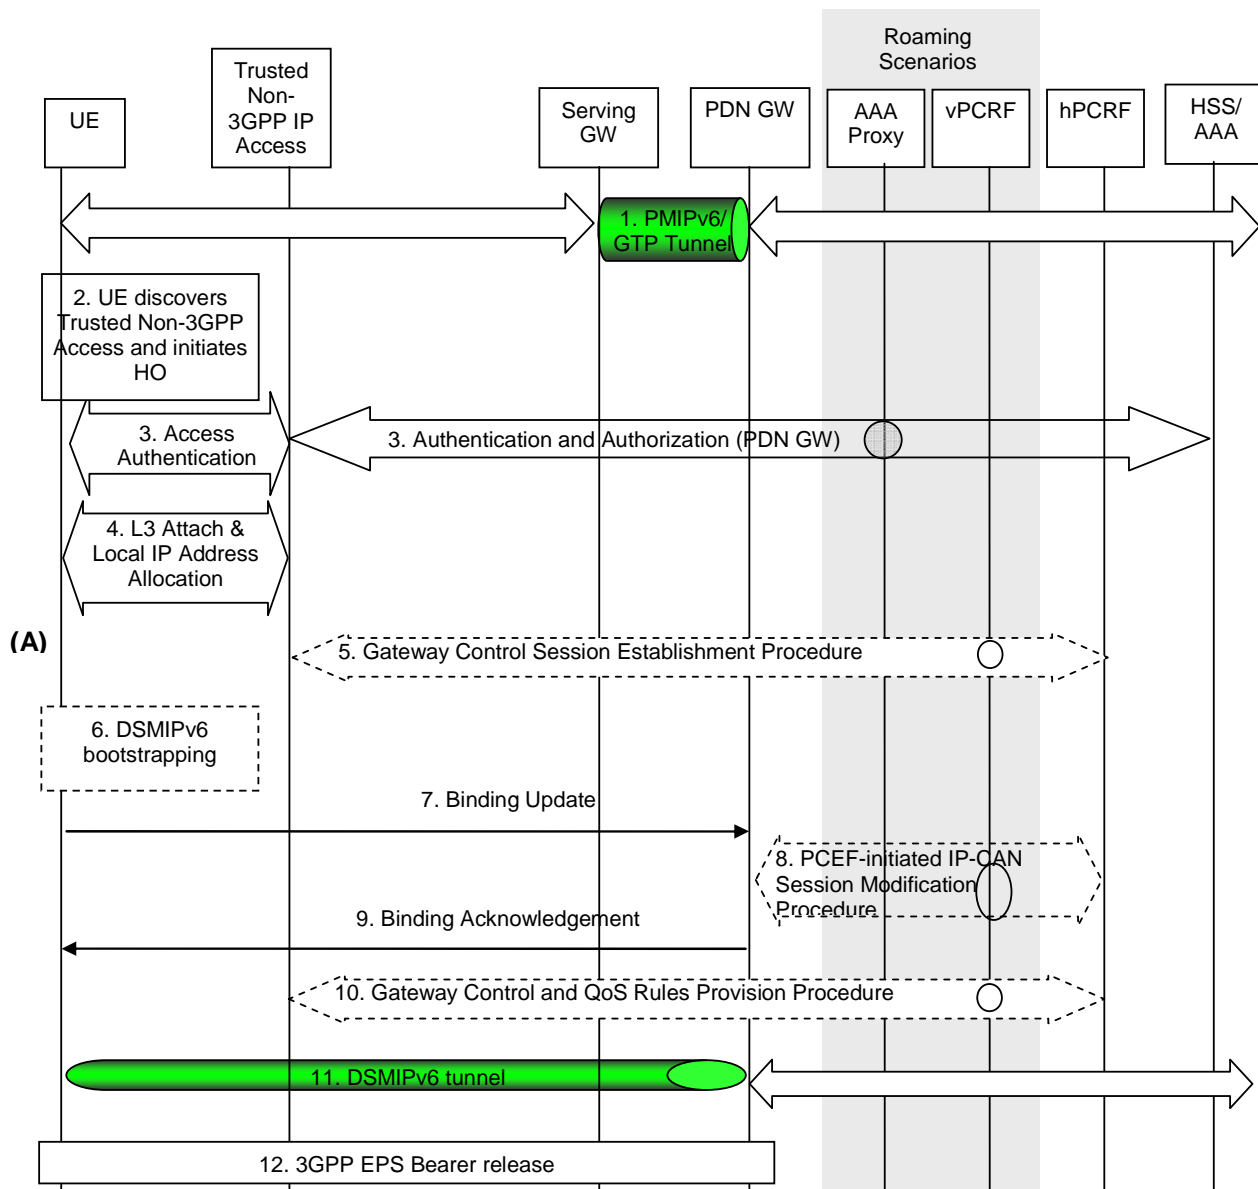 Roaming
Scenarios
UE
Trusted
Non-
3GPP IP
Access
Serving
GW
PDN GW
AAA
Proxy
vPCRF
hPCRF
HSS/
AAA
1. PMIPv6/
GTP Tunnel
2. UE discovers
Trusted Non-3GPP
Access and initiates
HO
3. Access
Authentication
3. Authentication and Authorization (PDN GW)
4. L3 Attach &
Local IP Address
Allocation
(A)
5. Gateway Control Session Establishment Procedure
6. DSMIPv6
bootstrapping
7. Binding Update
8. PCEF-initiated IP-CAN
Session Modification
Procedure
9. Binding Acknowledgement
10. Gateway Control and QoS Rules Provision Procedure
11. DSMIPv6 tunnel
12. 3GPP EPS Bearer release